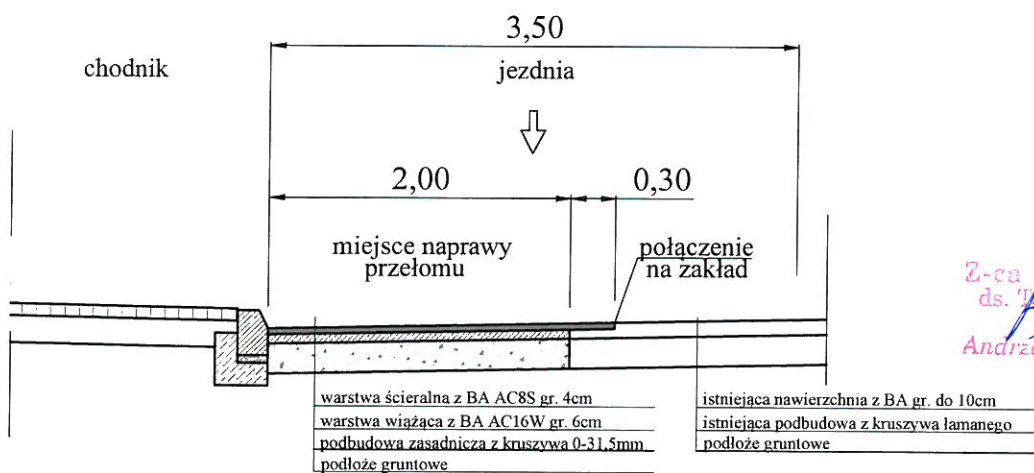 3,50
chodnik
jezdnia
2,00
0,30
miejsce naprawy
przełomu
połączenie
na zakład
Z-ca
ds.
warstwa ścieralna z BA AC8S gr. 4cm
warstwa wiążąca z BA AC16W gr. 6cm
podbudowa zasadnicza z kruszywa 0-31,5mm
podłoże gruntowe
istniejąca nawierzchnia z BA gr. do 10cm
istniejąca podbudowa z kruszywa łamanego
podłoże gruntowe